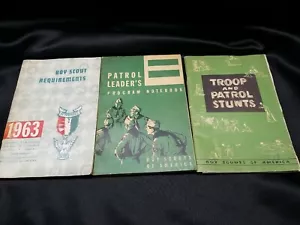 BOY SCOUT
REQUIREMENTS
1963
PATROL
LEADER'S
PROGRAM NOTEBOOK
BOY SCOUTS
OF AMERICA
TROOP
AND
PATROL
STUNTS
BOY SCOUTS OF AMERICA